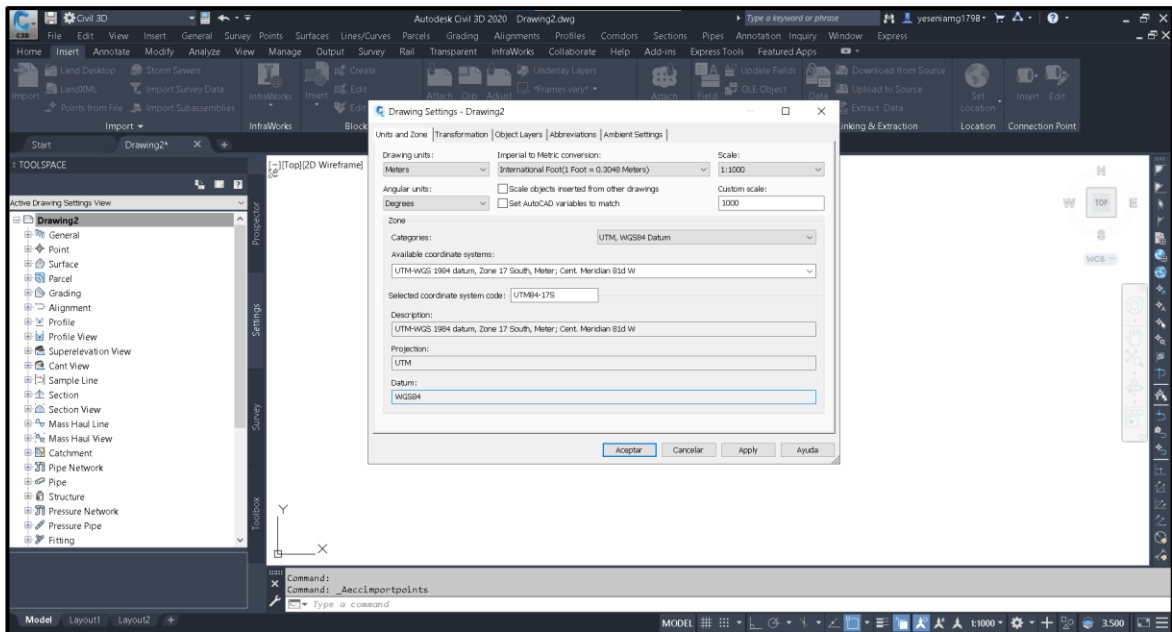 Civil 3D
Autodesk Civil 3D 2020 Drawing2.dwg
Type a keyword or phrase
yeseniamg1798
C3D
File Edit View Insert General Survey Points Surfaces Lines/Curves Parcels Grading Alignments Profiles Corridors Sections Pipes Annotation Inquiry Window Express
Home Insert Annotate Modify Analyze View Manage Output Survey Rail Transparent InfraWorks Collaborate Help Add-ins Express Tools Featured Apps
Land Desktop Storm Sewers Create Underlay Layers Update Fields Download from Source
Import LandXML Import Survey Data InfraWorks Insert Edit Attach Clip Adjust *Frames vary* Attach Field OLE Object Data Upload to Source Set Location Insert Edit
Points from File Import Subassemblies Edit Extract Data
Import InfraWorks Block Linking & Extraction Location Connection Point
Start Drawing2*
TOOLSPACE
[-][Top][2D Wireframe]
Active Drawing Settings View
Drawing2
General
Point
Surface
Parcel
Grading
Alignment
Profile
Profile View
Superelevation View
Cant View
Sample Line
Section
Section View
Mass Haul Line
Mass Haul View
Catchment
Pipe Network
Pipe
Structure
Pressure Network
Pressure Pipe
Fitting
Prospector
Settings
Survey
Toolbox
Drawing Settings - Drawing2
Units and Zone Transformation Object Layers Abbreviations Ambient Settings
Drawing units: Imperial to Metric conversion: Scale:
Meters International Foot(1 Foot = 0.3048 Meters) 1:1000
Angular units: Scale objects inserted from other drawings Custom scale:
Degrees Set AutoCAD variables to match 1000
Zone
Categories: UTM, WGS84 Datum
Available coordinate systems:
UTM-WGS 1984 datum, Zone 17 South, Meter; Cent. Meridian 81d W
Selected coordinate system code: UTM84-17S
Description:
UTM-WGS 1984 datum, Zone 17 South, Meter; Cent. Meridian 81d W
Projection:
UTM
Datum:
WGS84
Aceptar Cancelar Apply Ayuda
N
W TOP E
S
WCS
Y
X
Command:
Command: _AeccImportpoints
Type a command
Model Layout1 Layout2 +
MODEL 1:1000 3.500